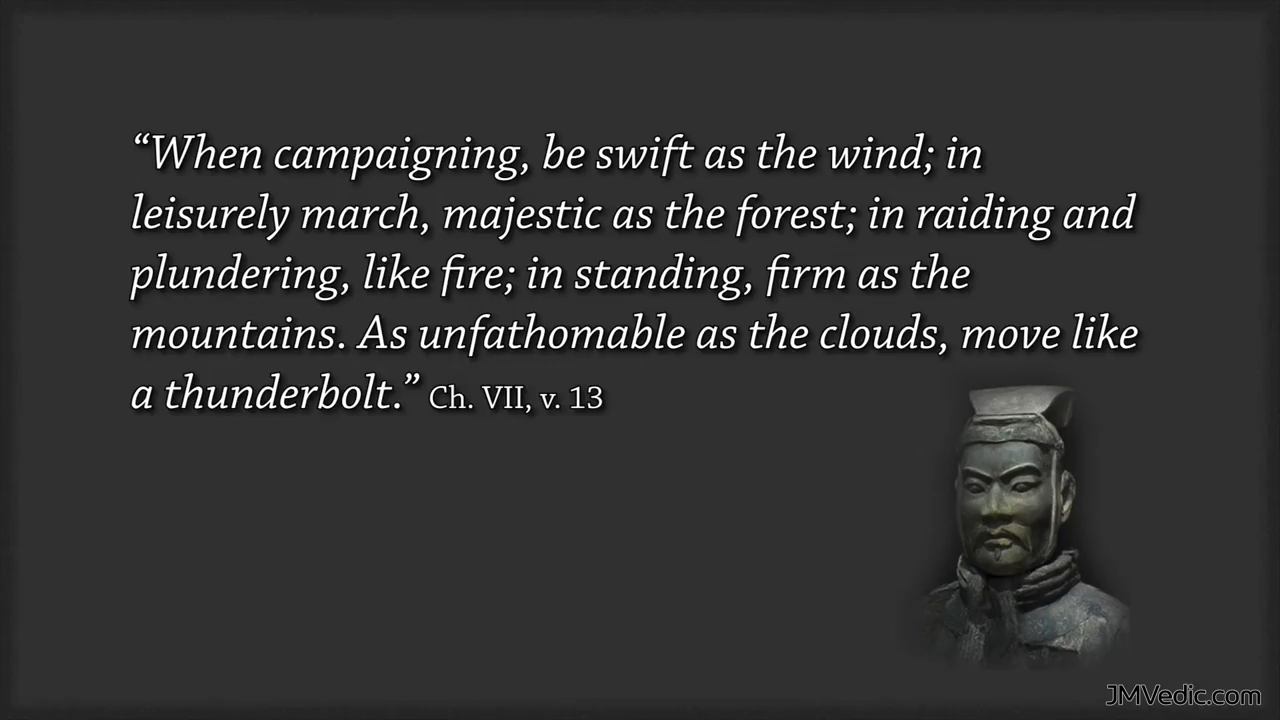 “When campaigning, be swift as the wind; in
leisurely march, majestic as the forest; in raiding and
plundering, like fire; in standing, firm as the
mountains. As unfathomable as the clouds, move like
a thunderbolt.” Ch. VII, v. 13
JMVedic.com